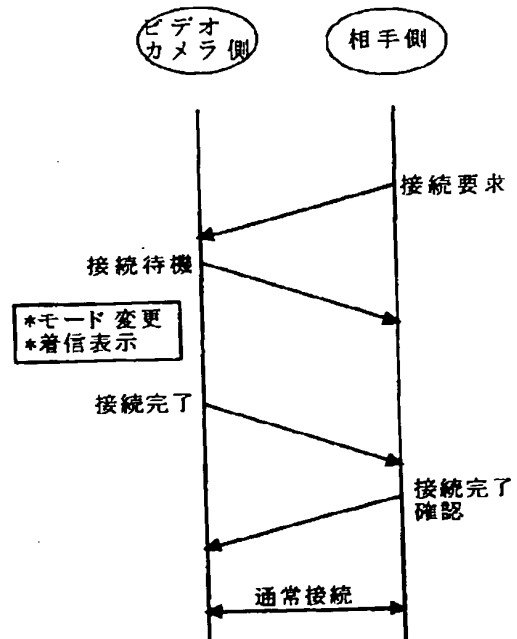 ビデオ
カメラ側
相手側
接続要求
接続待機
*モード変更
*着信表示
接続完了
接続完了
確認
通常接続